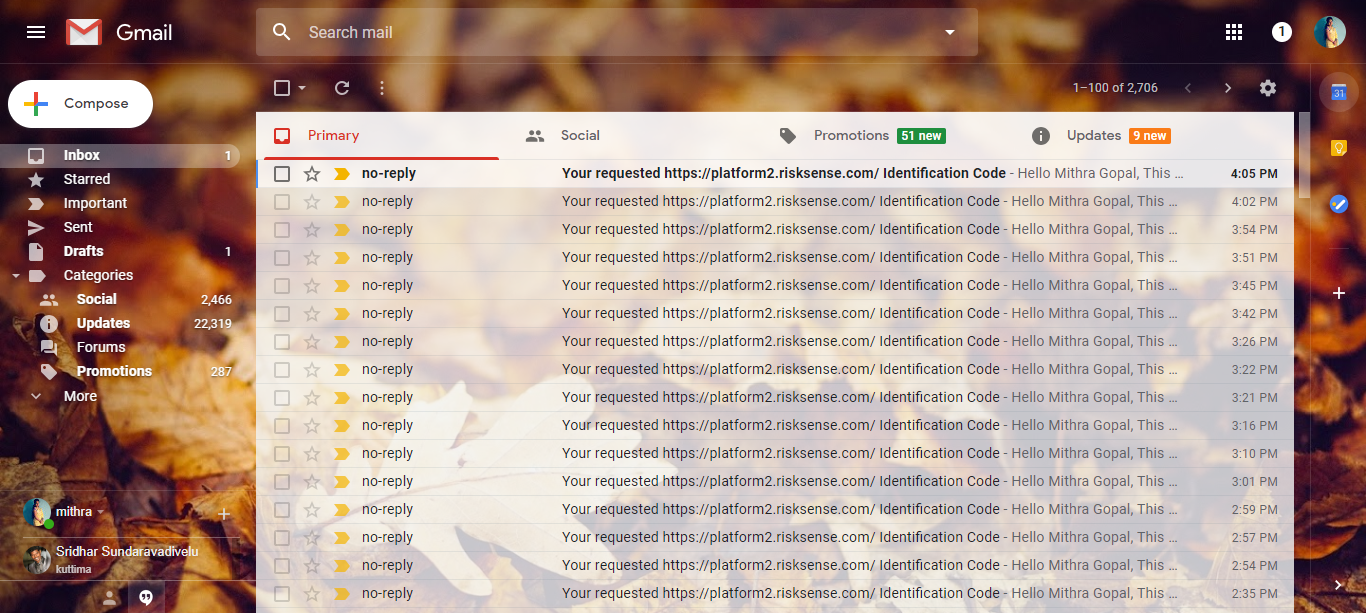 Gmail
Search mail
1
Compose
1–100 of 2,706
31
Primary
Social
Promotions 51 new
Updates 9 new
Inbox 1
Starred
Important
Sent
Drafts 1
Categories
Social 2,466
Updates 22,319
Forums
Promotions 287
More
no-reply Your requested https://platform2.risksense.com/ Identification Code - Hello Mithra Gopal, This ... 4:05 PM
no-reply Your requested https://platform2.risksense.com/ Identification Code - Hello Mithra Gopal, This ... 4:02 PM
no-reply Your requested https://platform2.risksense.com/ Identification Code - Hello Mithra Gopal, This ... 3:54 PM
no-reply Your requested https://platform2.risksense.com/ Identification Code - Hello Mithra Gopal, This ... 3:51 PM
no-reply Your requested https://platform2.risksense.com/ Identification Code - Hello Mithra Gopal, This ... 3:45 PM
no-reply Your requested https://platform2.risksense.com/ Identification Code - Hello Mithra Gopal, This ... 3:42 PM
no-reply Your requested https://platform2.risksense.com/ Identification Code - Hello Mithra Gopal, This ... 3:26 PM
no-reply Your requested https://platform2.risksense.com/ Identification Code - Hello Mithra Gopal, This ... 3:22 PM
no-reply Your requested https://platform2.risksense.com/ Identification Code - Hello Mithra Gopal, This ... 3:21 PM
no-reply Your requested https://platform2.risksense.com/ Identification Code - Hello Mithra Gopal, This ... 3:16 PM
no-reply Your requested https://platform2.risksense.com/ Identification Code - Hello Mithra Gopal, This ... 3:10 PM
no-reply Your requested https://platform2.risksense.com/ Identification Code - Hello Mithra Gopal, This ... 3:01 PM
no-reply Your requested https://platform2.risksense.com/ Identification Code - Hello Mithra Gopal, This ... 2:59 PM
no-reply Your requested https://platform2.risksense.com/ Identification Code - Hello Mithra Gopal, This ... 2:57 PM
no-reply Your requested https://platform2.risksense.com/ Identification Code - Hello Mithra Gopal, This ... 2:54 PM
no-reply Your requested https://platform2.risksense.com/ Identification Code - Hello Mithra Gopal, This ... 2:35 PM
mithra
Sridhar Sundaravadivelu
kuttima